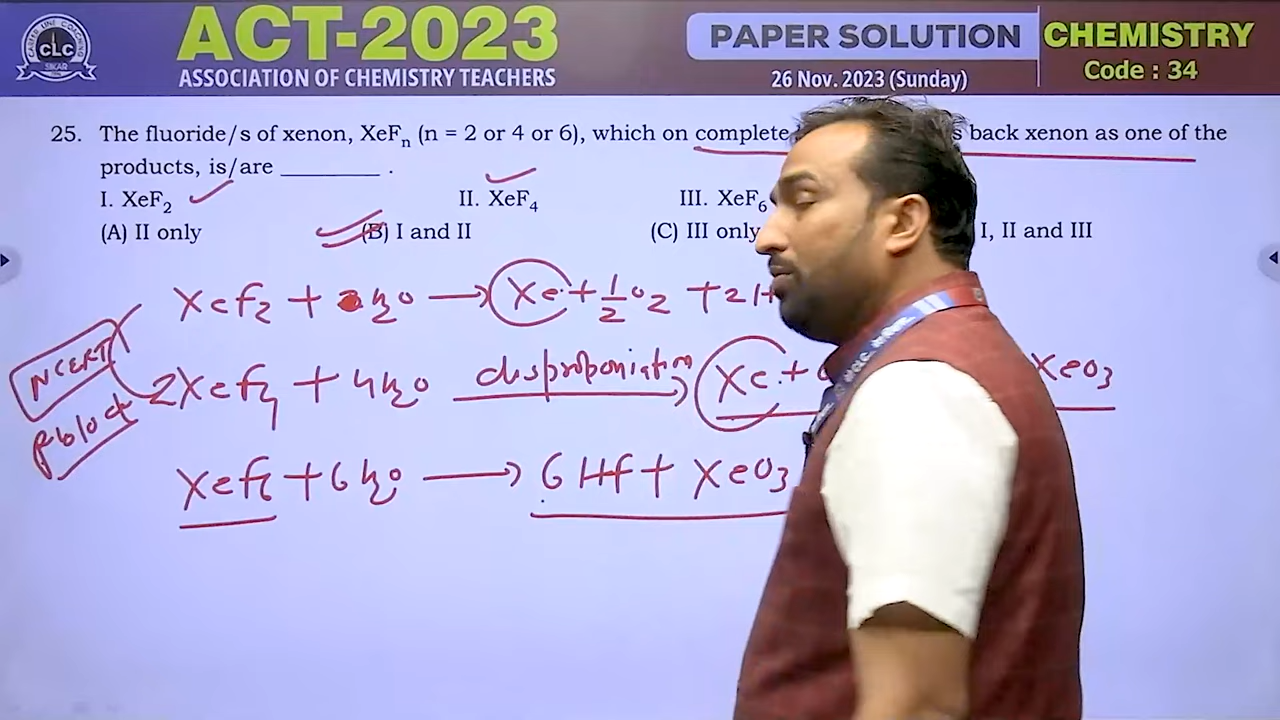 ACT-2023
ASSOCIATION OF CHEMISTRY TEACHERS
PAPER SOLUTION
26 Nov. 2023 (Sunday)
CHEMISTRY
Code : 34
CLC
SIKAR
25. The fluoride/s of xenon, XeFₙ (n = 2 or 4 or 6), which on complete s back xenon as one of the
products, is/are ________ .
I. XeF₂ II. XeF₄ III. XeF₆
(A) II only (B) I and II (C) III only I, II and III
XeF₂ + H₂O → Xe + 1/2 O₂ + 2H
NCERT
p block
2XeF₄ + 4H₂O disproponiation → Xe + XeO₃
XeF₆ + 6H₂O → 6HF + XeO₃